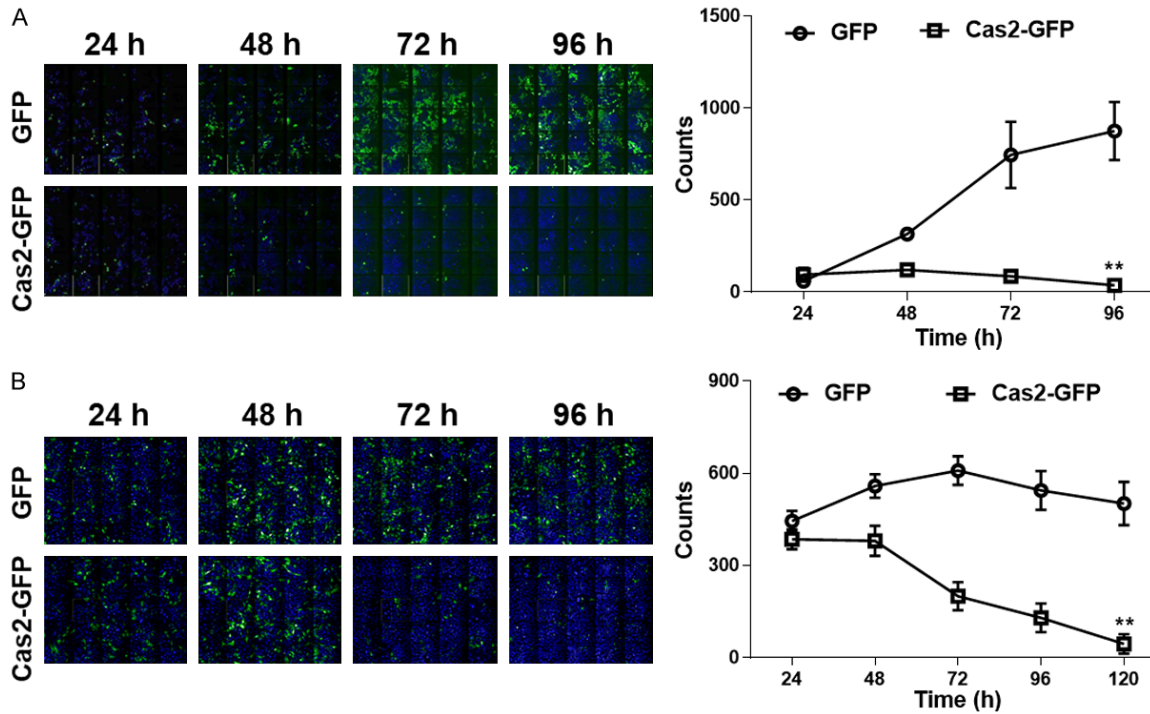 A
24 h 48 h 72 h 96 h
GFP
Cas2-GFP
1500
1000
500
0
Counts
GFP Cas2-GFP
**
24 48 72 96
Time (h)
B
24 h 48 h 72 h 96 h
GFP
Cas2-GFP
900
600
300
0
Counts
GFP Cas2-GFP
**
24 48 72 96 120
Time (h)